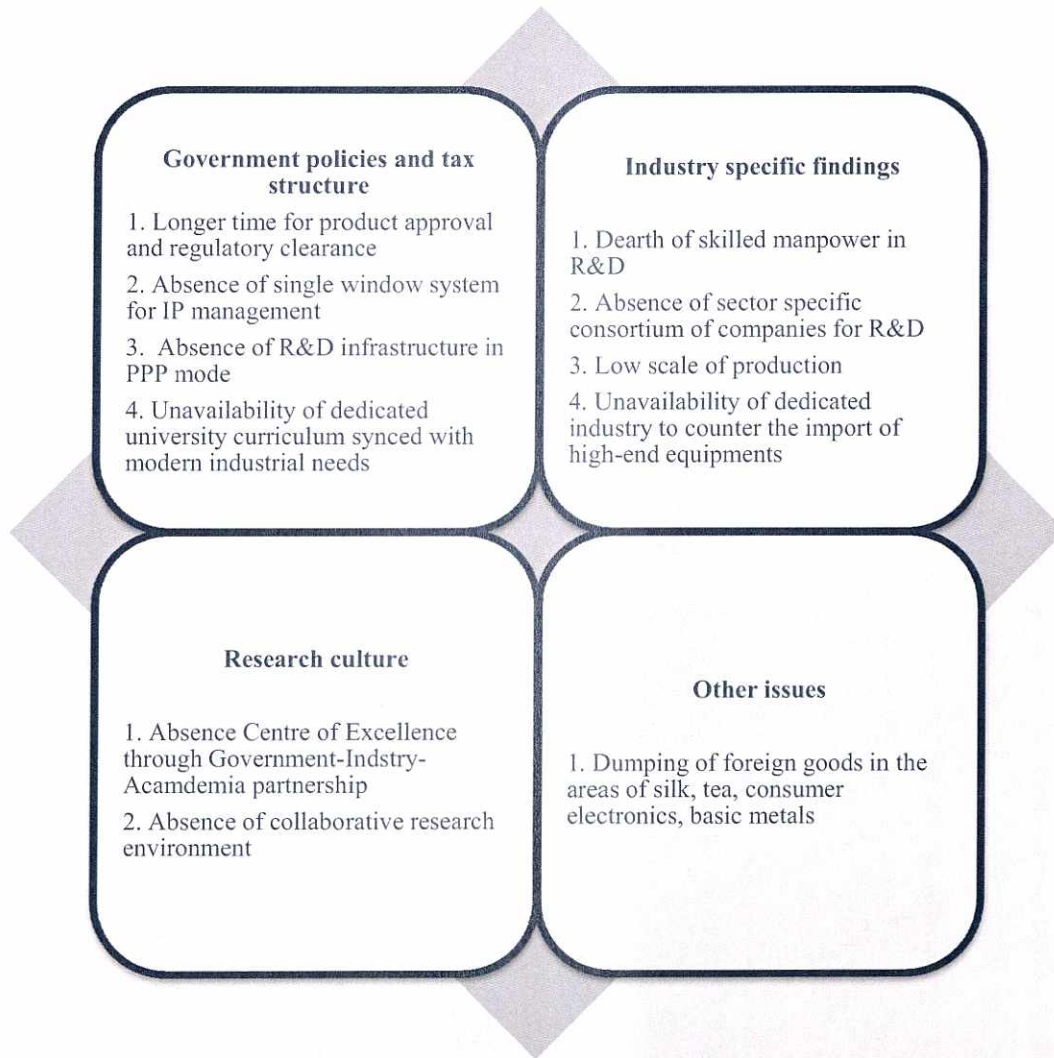 Government policies and tax
structure
1. Longer time for product approval
and regulatory clearance
2. Absence of single window system
for IP management
3. Absence of R&D infrastructure in
PPP mode
4. Unavailability of dedicated
university curriculum synced with
modern industrial needs
Industry specific findings
1. Dearth of skilled manpower in
R&D
2. Absence of sector specific
consortium of companies for R&D
3. Low scale of production
4. Unavailability of dedicated
industry to counter the import of
high-end equipments
Research culture
1. Absence Centre of Excellence
through Government-Indstry-
Acamdemia partnership
2. Absence of collaborative research
environment
Other issues
1. Dumping of foreign goods in the
areas of silk, tea, consumer
electronics, basic metals